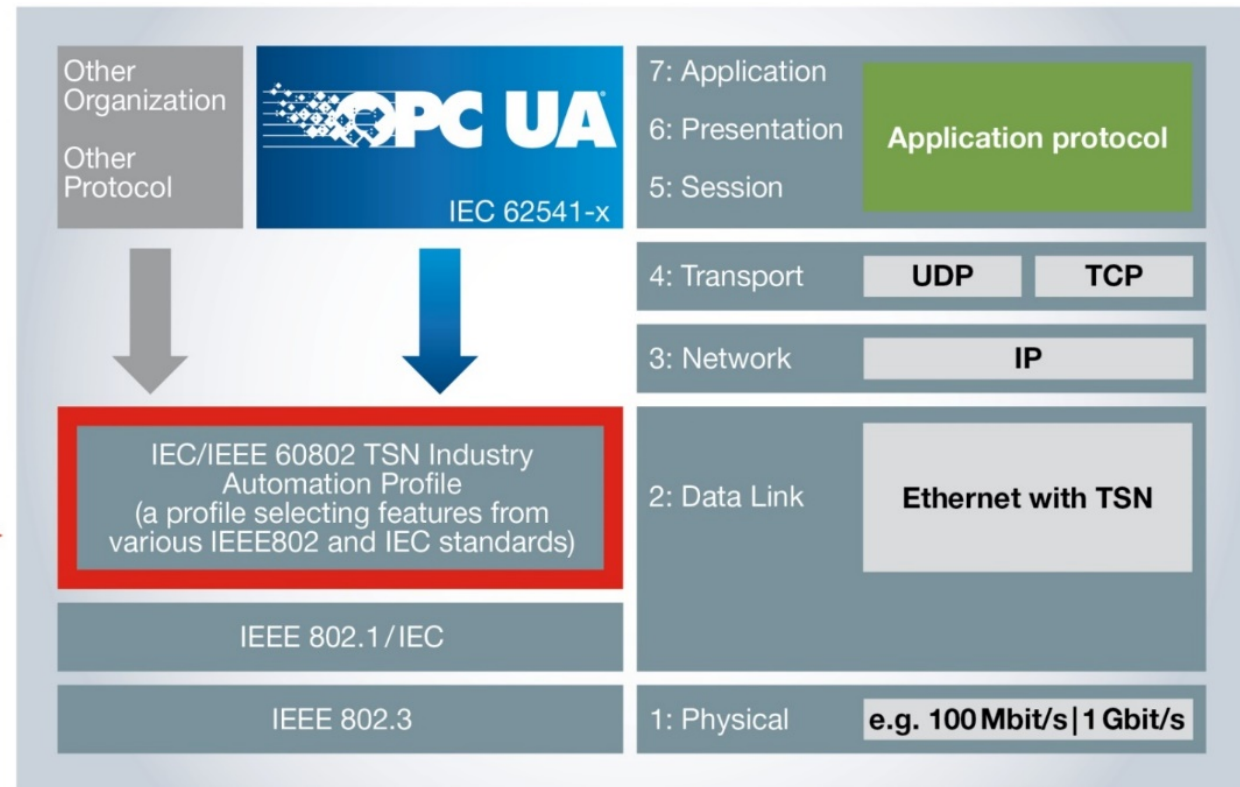 Other
Organization
Other
Protocol
OPC UA
IEC 62541-x
IEC/IEEE 60802 TSN Industry
Automation Profile
(a profile selecting features from
various IEEE802 and IEC standards)
IEEE 802.1/IEC
IEEE 802.3
7: Application
6: Presentation
5: Session
Application protocol
4: Transport
UDP
TCP
3: Network
IP
2: Data Link
Ethernet with TSN
1: Physical
e.g. 100 Mbit/s|1 Gbit/s